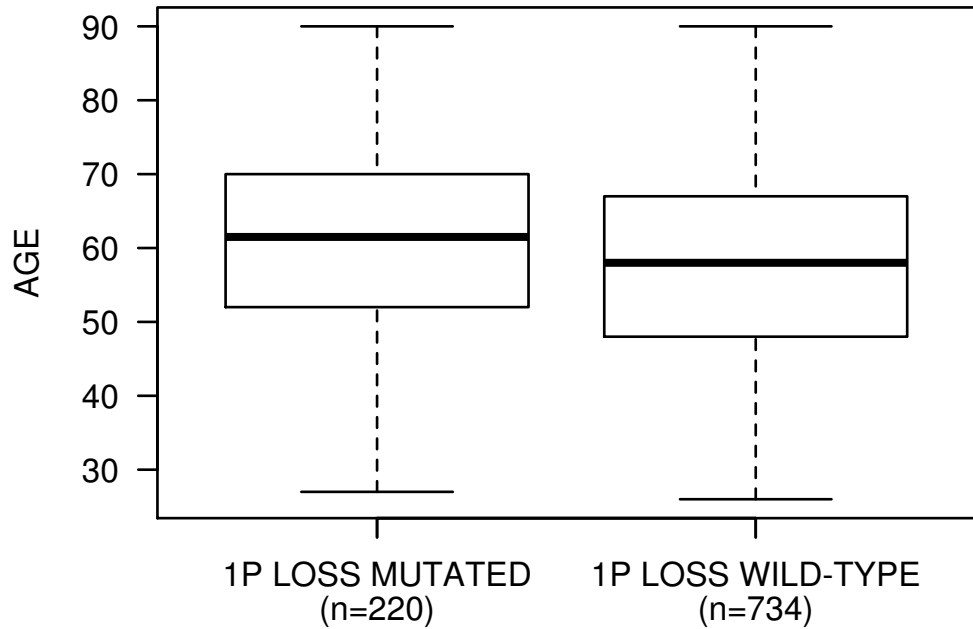 90
80
70
60
50
40
30
AGE
1P LOSS MUTATED
(n=220)
1P LOSS WILD-TYPE
(n=734)